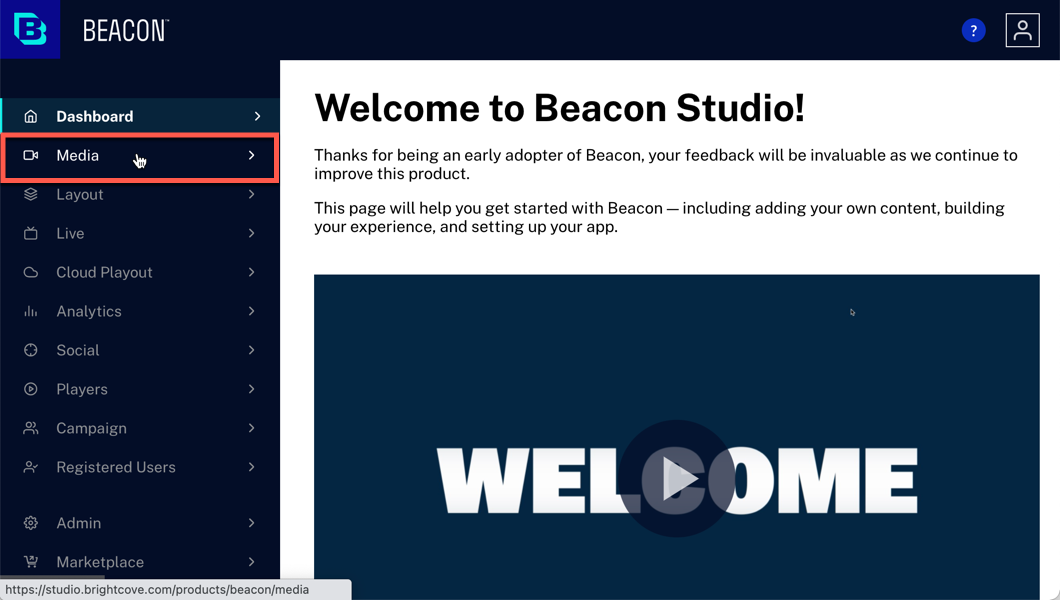 B BEACON™
?
Dashboard
Media
Layout
Live
Cloud Playout
Analytics
Social
Players
Campaign
Registered Users
Admin
Marketplace
https://studio.brightcove.com/products/beacon/media
Welcome to Beacon Studio!
Thanks for being an early adopter of Beacon, your feedback will be invaluable as we continue to
improve this product.
This page will help you get started with Beacon — including adding your own content, building
your experience, and setting up your app.
WELCOME